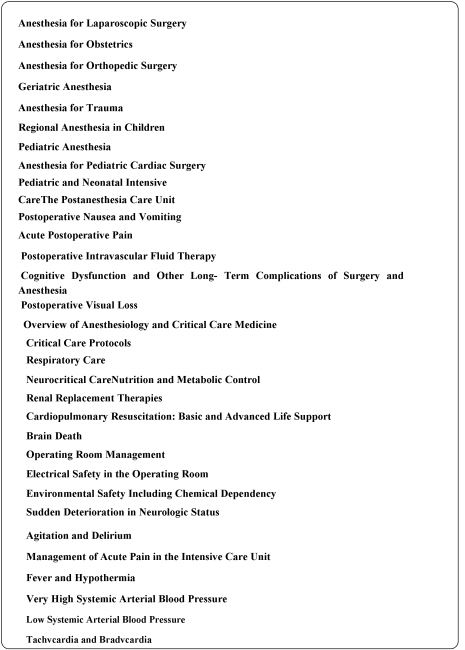 Anesthesia for Laparoscopic Surgery
Anesthesia for Obstetrics
Anesthesia for Orthopedic Surgery
Geriatric Anesthesia
Anesthesia for Trauma
Regional Anesthesia in Children
Pediatric Anesthesia
Anesthesia for Pediatric Cardiac Surgery
Pediatric and Neonatal Intensive
CareThe Postanesthesia Care Unit
Postoperative Nausea and Vomiting
Acute Postoperative Pain
Postoperative Intravascular Fluid Therapy
Cognitive Dysfunction and Other Long- Term Complications of Surgery and
Anesthesia
Postoperative Visual Loss
Overview of Anesthesiology and Critical Care Medicine
Critical Care Protocols
Respiratory Care
Neurocritical CareNutrition and Metabolic Control
Renal Replacement Therapies
Cardiopulmonary Resuscitation: Basic and Advanced Life Support
Brain Death
Operating Room Management
Electrical Safety in the Operating Room
Environmental Safety Including Chemical Dependency
Sudden Deterioration in Neurologic Status
Agitation and Delirium
Management of Acute Pain in the Intensive Care Unit
Fever and Hypothermia
Very High Systemic Arterial Blood Pressure
Low Systemic Arterial Blood Pressure
Tachycardia and Bradycardia